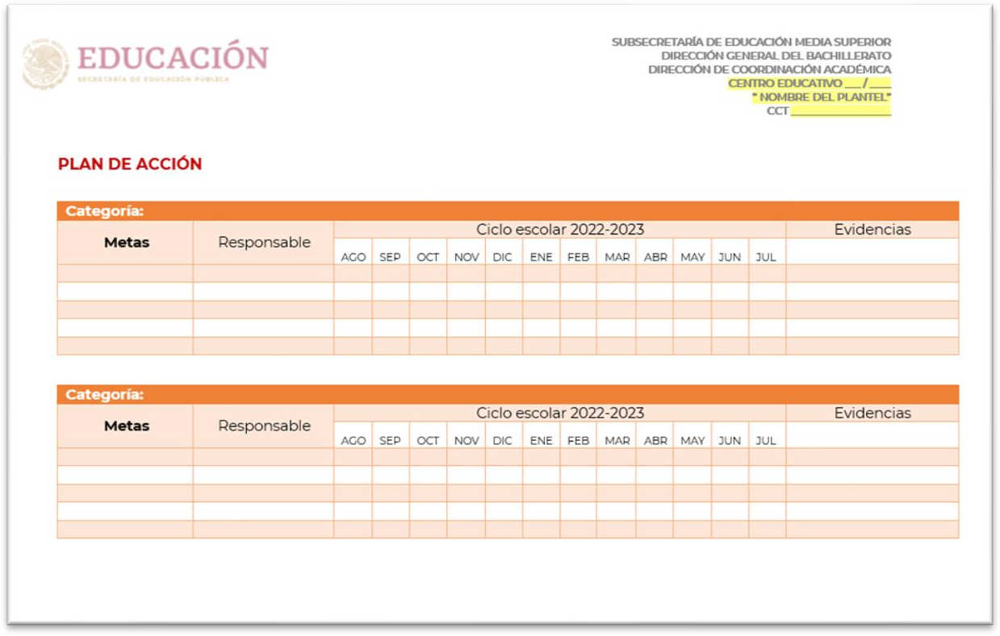 EDUCACIÓN
SECRETARÍA DE EDUCACIÓN PÚBLICA
SUBSECRETARÍA DE EDUCACIÓN MEDIA SUPERIOR
DIRECCIÓN GENERAL DEL BACHILLERATO
DIRECCIÓN DE COORDINACIÓN ACADÉMICA
CENTRO EDUCATIVO ___ / ____
" NOMBRE DEL PLANTEL"
CCT __________________
PLAN DE ACCIÓN
Categoría:
Metas Responsable Ciclo escolar 2022-2023 Evidencias
AGO SEP OCT NOV DIC ENE FEB MAR ABR MAY JUN JUL
Categoría:
Metas Responsable Ciclo escolar 2022-2023 Evidencias
AGO SEP OCT NOV DIC ENE FEB MAR ABR MAY JUN JUL